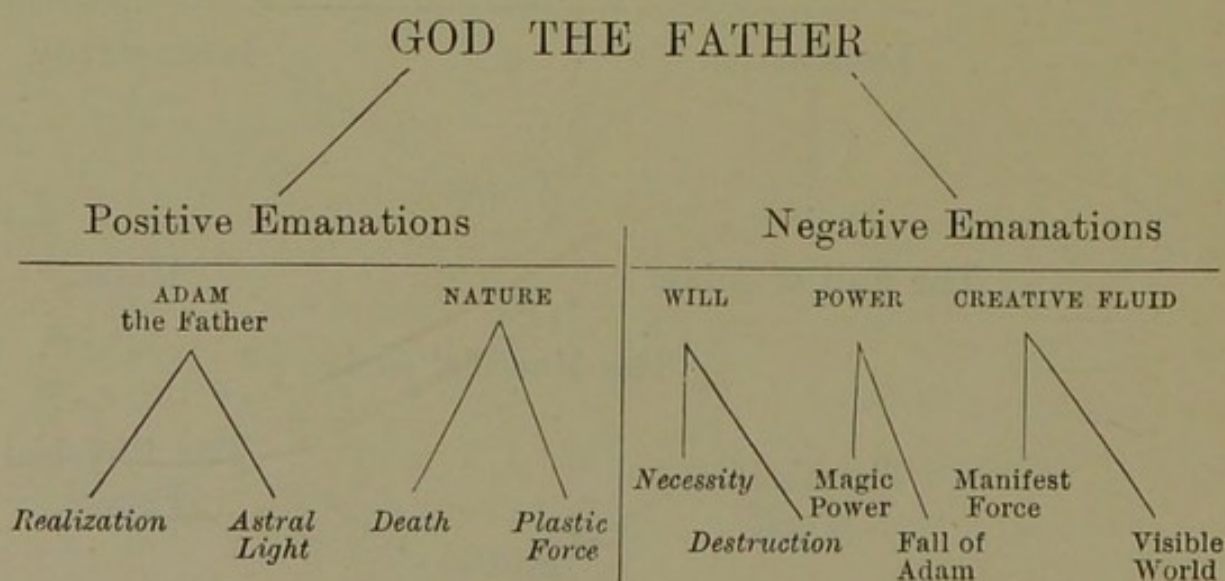 GOD THE FATHER
Positive Emanations
Negative Emanations
ADAM
the Father
NATURE
WILL
POWER
CREATIVE FLUID
Realization
Astral
Light
Death
Plastic
Force
Necessity
Destruction
Magic
Power
Fall of
Adam
Manifest
Force
Visible
World